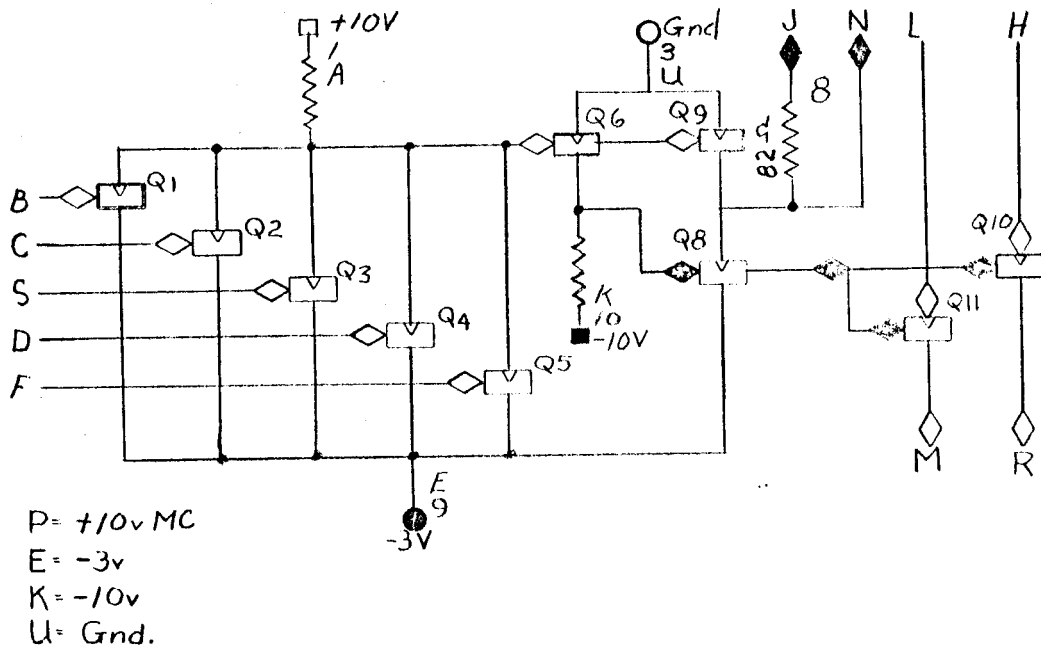 +10V
1
A
Gnd
3
U
J
N
L
H
8
Q6
Q9
82Ω
B
Q1
C
Q2
S
Q3
D
Q4
F
Q5
Q8
Q10
Q11
K
10
-10V
E
9
-3V
M
R
P= +10v MC
E= -3v
K= -10v
U= Gnd.